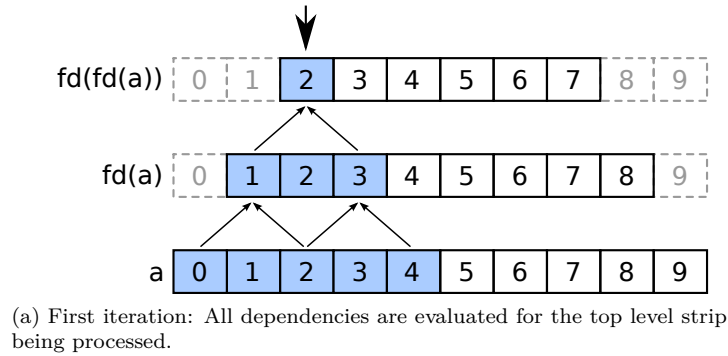 fd(fd(a)) 0 1 2 3 4 5 6 7 8 9
fd(a) 0 1 2 3 4 5 6 7 8 9
a 0 1 2 3 4 5 6 7 8 9
(a) First iteration: All dependencies are evaluated for the top level strip
being processed.